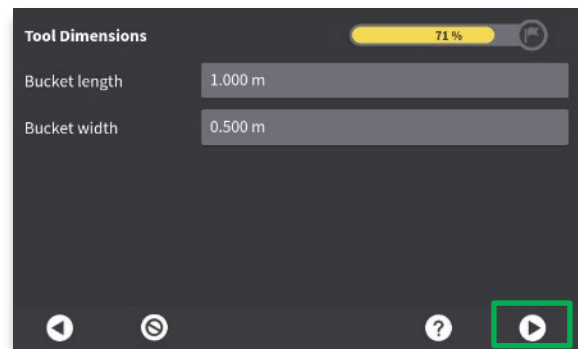 Tool Dimensions 71 %
Bucket length 1.000 m
Bucket width 0.500 m
?